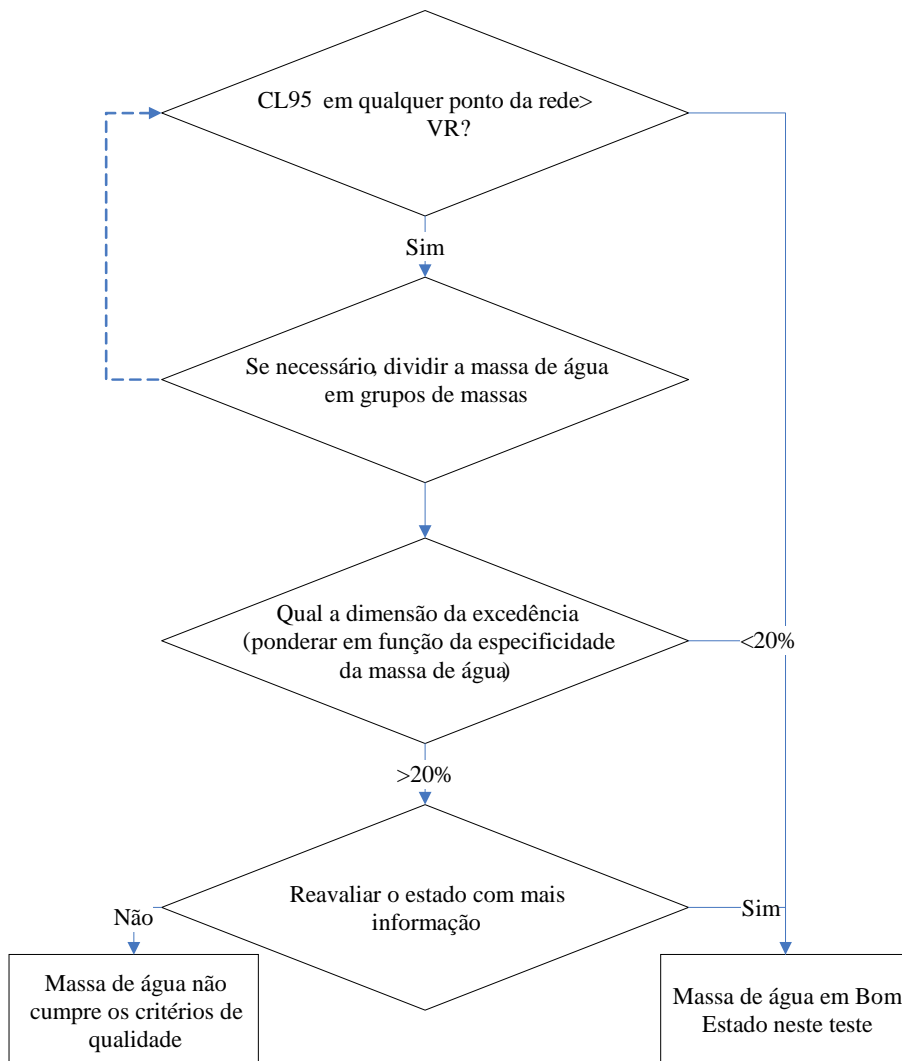 CL95 em qualquer ponto da rede>
VR?
Sim
Se necessário, dividir a massa de água
em grupos de massas
Qual a dimensão da excedência
(ponderar em função da especificidade
da massa de água)
<20%
>20%
Reavaliar o estado com mais
informação
Não
Sim
Massa de água não
cumpre os critérios de
qualidade
Massa de água em Bom
Estado neste teste